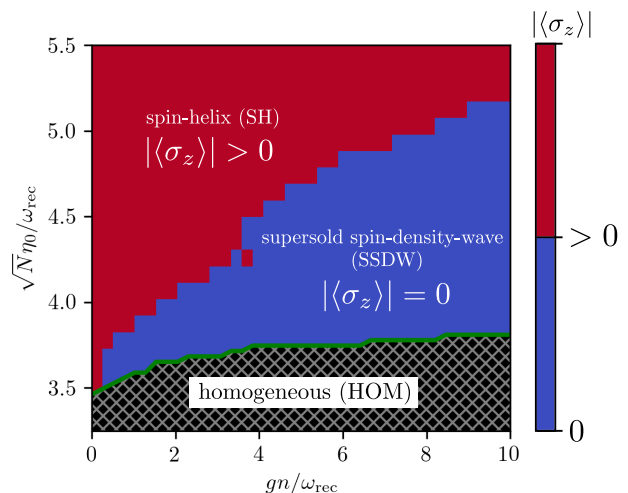 |⟨σ_z⟩|
5.5
5.0
4.5
4.0
3.5
√N η₀/ω_rec
spin-helix (SH)
|⟨σ_z⟩| > 0
supersold spin-density-wave
(SSDW)
|⟨σ_z⟩| = 0
homogeneous (HOM)
> 0
0
0 2 4 6 8 10
gn/ω_rec